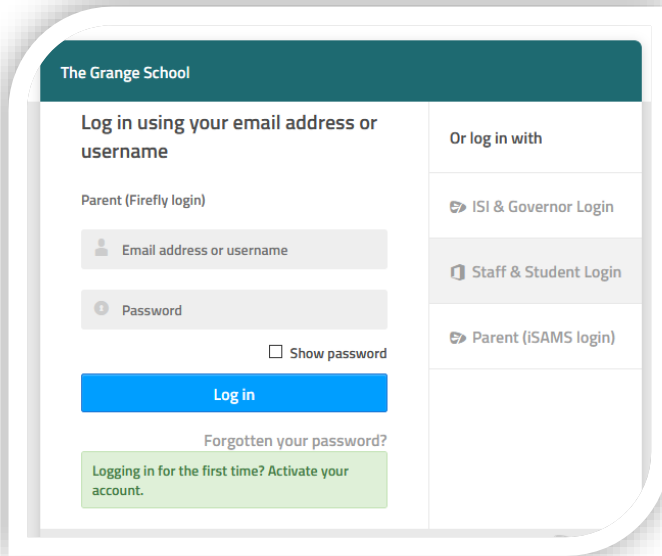 The Grange School
Log in using your email address or
username
Parent (Firefly login)
Email address or username
Password
Show password
Log in
Forgotten your password?
Logging in for the first time? Activate your
account.
Or log in with
ISI & Governor Login
Staff & Student Login
Parent (iSAMS login)